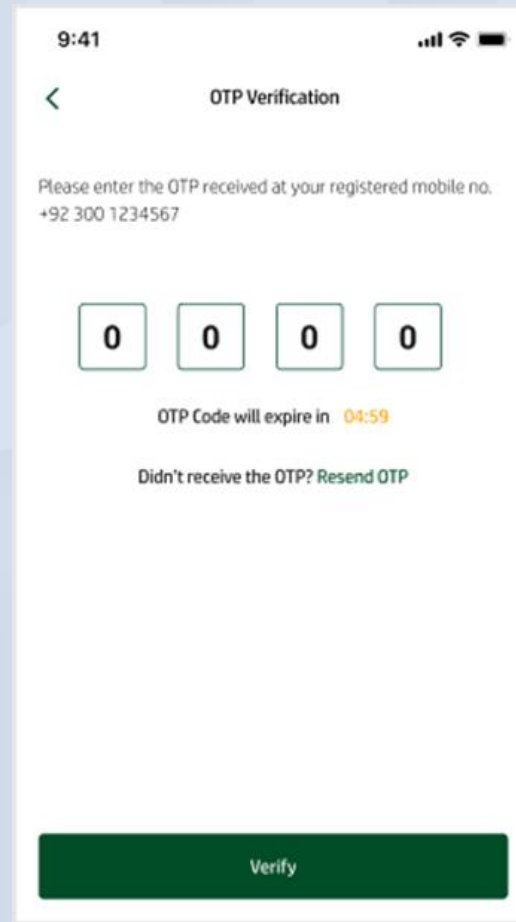 9:41
OTP Verification
Please enter the OTP received at your registered mobile no.
+92 300 1234567
0 0 0 0
OTP Code will expire in 04:59
Didn't receive the OTP? Resend OTP
Verify